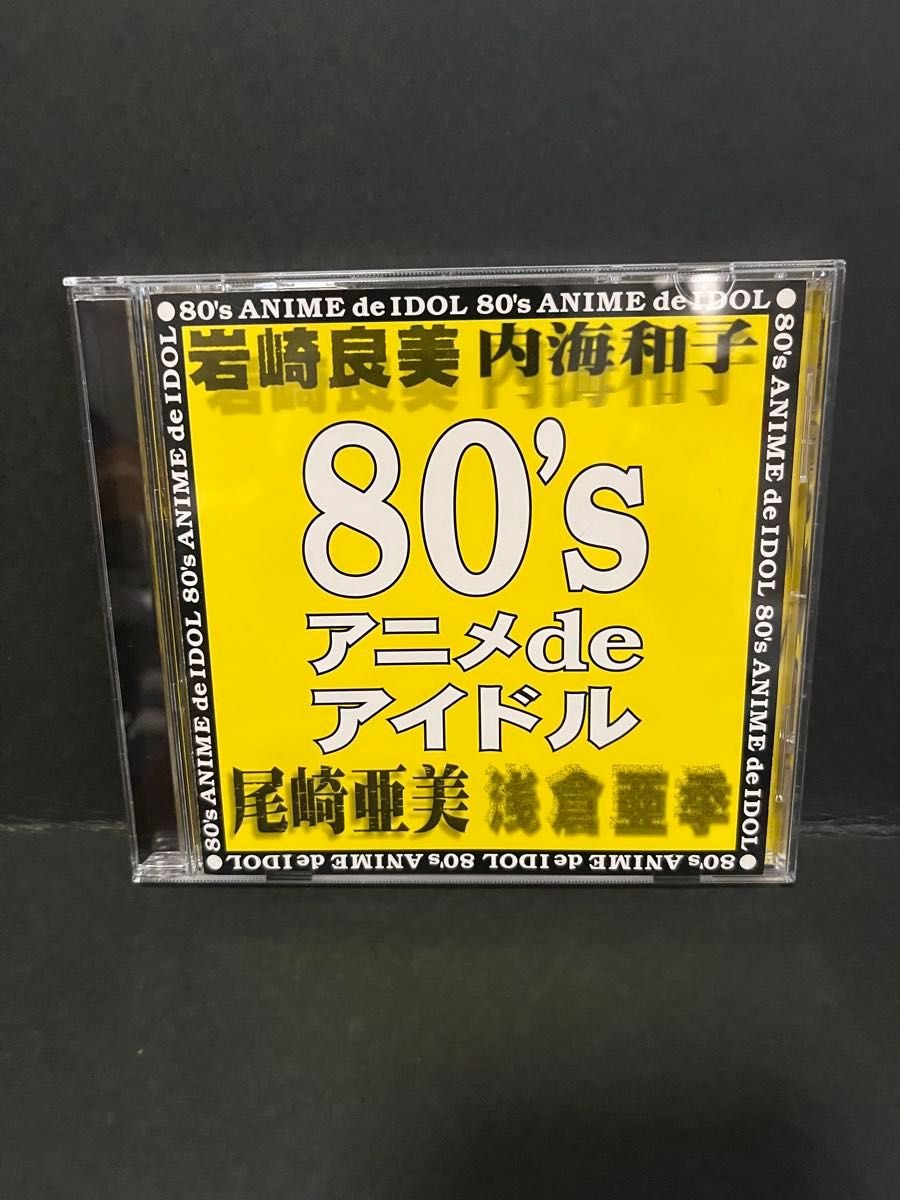 80's ANIME de IDOL 80's ANIME de IDOL
80's ANIME de IDOL 80's ANIME de IDOL
岩崎良美 内海和子
80's
アニメde
アイドル
尾崎亜美 浅倉亜季
80's ANIME de IDOL 80's ANIME de IDOL
80's ANIME de IDOL 80's ANIME de IDOL